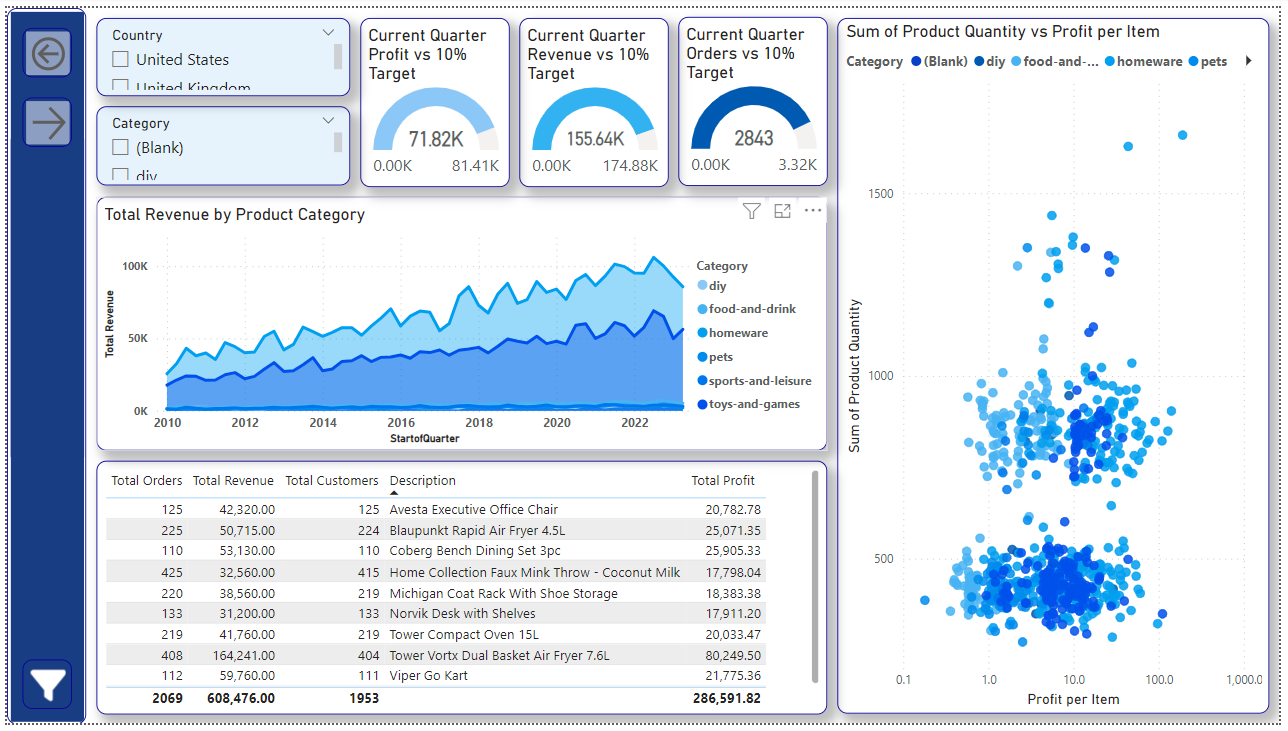 Country
United States
United Kingdom
Category
(Blank)
div
Current Quarter
Profit vs 10%
Target
71.82K
0.00K 81.41K
Current Quarter
Revenue vs 10%
Target
155.64K
0.00K 174.88K
Current Quarter
Orders vs 10%
Target
2843
0.00K 3.32K
Total Revenue by Product Category
100K
50K
0K
Total Revenue
2010 2012 2014 2016 2018 2020 2022
StartofQuarter
Category
diy
food-and-drink
homeware
pets
sports-and-leisure
toys-and-games
Total Orders Total Revenue Total Customers Description Total Profit
125 42,320.00 125 Avesta Executive Office Chair 20,782.78
225 50,715.00 224 Blaupunkt Rapid Air Fryer 4.5L 25,071.35
110 53,130.00 110 Coberg Bench Dining Set 3pc 25,905.33
425 32,560.00 415 Home Collection Faux Mink Throw - Coconut Milk 17,798.04
220 38,560.00 219 Michigan Coat Rack With Shoe Storage 18,383.38
133 31,200.00 133 Norvik Desk with Shelves 17,911.20
219 41,760.00 219 Tower Compact Oven 15L 20,033.47
408 164,241.00 404 Tower Vortx Dual Basket Air Fryer 7.6L 80,249.50
112 59,760.00 111 Viper Go Kart 21,775.36
2069 608,476.00 1953 286,591.82
Sum of Product Quantity vs Profit per Item
Category (Blank) diy food-and-... homeware pets
1500
1000
500
Sum of Product Quantity
0.1 1.0 10.0 100.0 1,000.0
Profit per Item